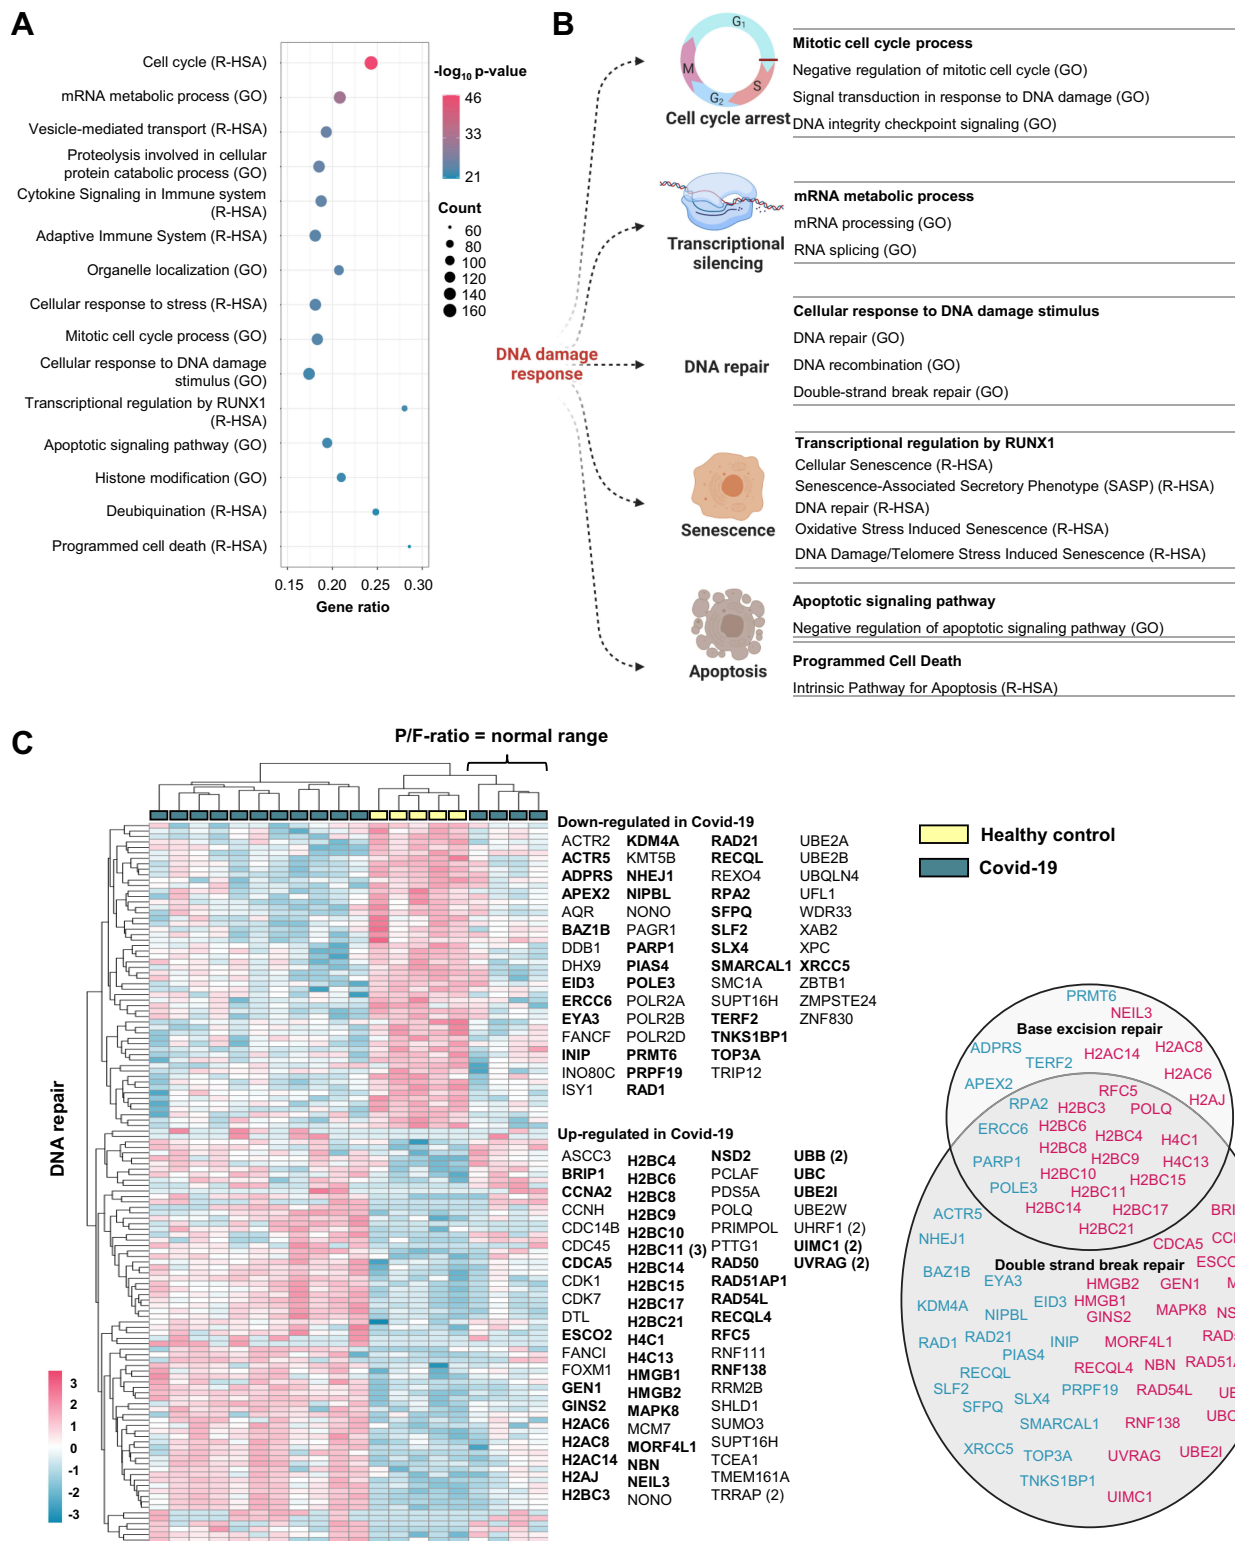 A
Cell cycle (R-HSA)
mRNA metabolic process (GO)
Vesicle-mediated transport (R-HSA)
Proteolysis involved in cellular
protein catabolic process (GO)
Cytokine Signaling in Immune system
(R-HSA)
Adaptive Immune System (R-HSA)
Organelle localization (GO)
Cellular response to stress (R-HSA)
Mitotic cell cycle process (GO)
Cellular response to DNA damage
stimulus (GO)
Transcriptional regulation by RUNX1
(R-HSA)
Apoptotic signaling pathway (GO)
Histone modification (GO)
Deubiquination (R-HSA)
Programmed cell death (R-HSA)
0.15 0.20 0.25 0.30
Gene ratio
-log10 p-value
46
33
21
Count
60
80
100
120
140
160
B
DNA damage
response
G1
S
G2
M
Cell cycle arrest
Mitotic cell cycle process
Negative regulation of mitotic cell cycle (GO)
Signal transduction in response to DNA damage (GO)
DNA integrity checkpoint signaling (GO)
Transcriptional
silencing
mRNA metabolic process
mRNA processing (GO)
RNA splicing (GO)
DNA repair
Cellular response to DNA damage stimulus
DNA repair (GO)
DNA recombination (GO)
Double-strand break repair (GO)
Senescence
Transcriptional regulation by RUNX1
Cellular Senescence (R-HSA)
Senescence-Associated Secretory Phenotype (SASP) (R-HSA)
DNA repair (R-HSA)
Oxidative Stress Induced Senescence (R-HSA)
DNA Damage/Telomere Stress Induced Senescence (R-HSA)
Apoptosis
Apoptotic signaling pathway
Negative regulation of apoptotic signaling pathway (GO)
Programmed Cell Death
Intrinsic Pathway for Apoptosis (R-HSA)
C
P/F-ratio = normal range
DNA repair
3
2
1
0
-1
-2
-3
Down-regulated in Covid-19
ACTR2 KDM4A RAD21 UBE2A
ACTR5 KMT5B RECQL UBE2B
ADPRS NHEJ1 REXO4 UBQLN4
APEX2 NIPBL RPA2 UFL1
AQR NONO SFPQ WDR33
BAZ1B PAGR1 SLF2 XAB2
DDB1 PARP1 SLX4 XPC
DHX9 PIAS4 SMARCAL1 XRCC5
EID3 POLE3 SMC1A ZBTB1
ERCC6 POLR2A SUPT16H ZMPSTE24
EYA3 POLR2B TERF2 ZNF830
FANCF POLR2D TNKS1BP1
INIP PRMT6 TOP3A
INO80C PRPF19 TRIP12
ISY1 RAD1
Up-regulated in Covid-19
ASCC3 H2BC4 NSD2 UBB (2)
BRIP1 H2BC6 PCLAF UBC
CCNA2 H2BC8 PDS5A UBE2I
CCNH H2BC9 POLQ UBE2W
CDC14B H2BC10 PRIMPOL UHRF1 (2)
CDC45 H2BC11 (3) PTTG1 UIMC1 (2)
CDCA5 H2BC14 RAD50 UVRAG (2)
CDK1 H2BC15 RAD51AP1
CDK7 H2BC17 RAD54L
DTL H2BC21 RECQL4
ESCO2 H4C1 RFC5
FANCI H4C13 RNF111
FOXM1 HMGB1 RNF138
GEN1 HMGB2 RRM2B
GINS2 MAPK8 SHLD1
H2AC6 MCM7 SUMO3
H2AC8 MORF4L1 SUPT16H
H2AC14 NBN TCEA1
H2AJ NEIL3 TMEM161A
H2BC3 NONO TRRAP (2)
Healthy control
Covid-19
PRMT6
NEIL3
Base excision repair
ADPRS TERF2 H2AC14 H2AC8
APEX2 H2AC6
H2AJ
RFC5
RPA2 H2BC3 POLQ
ERCC6 H2BC6 H2BC4 H4C1
H2BC8
PARP1 H2BC9 H4C13
H2BC10 H2BC15
POLE3 H2BC11
H2BC14 H2BC17
H2BC21
ACTR5 BRI
NHEJ1 CDCA5 CC
Double strand break repair ESCO
BAZ1B EYA3 HMGB2 GEN1
KDM4A NIPBL EID3 HMGB1 GINS2 MAPK8 NS
RAD1 RAD21 INIP MORF4L1 RAD5
PIAS4
RECQL RECQL4 NBN RAD51A
SLF2 SLX4 PRPF19 RAD54L UB
SFPQ SMARCAL1 RNF138 UBC
XRCC5 TOP3A UVRAG UBE2I
TNKS1BP1
UIMC1